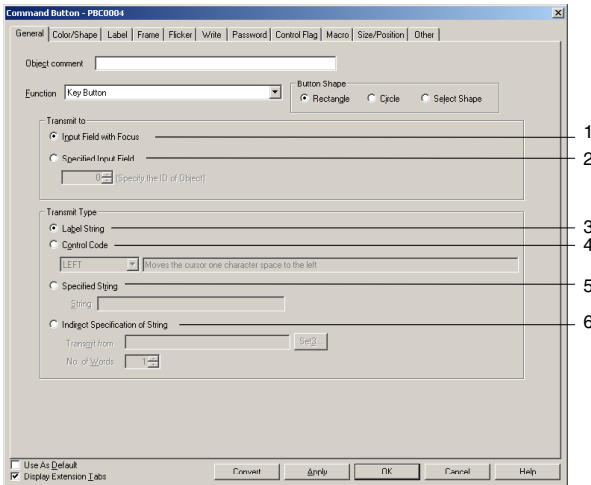 Command Button - PBC0004
General Color/Shape Label Frame Flicker Write Password Control Flag Macro Size/Position Other
Object comment
Function Key Button
Button Shape
Rectangle Circle Select Shape
Transmit to
Input Field with Focus 1
Specified Input Field 2
0 (Specify the ID of Object)
Transmit Type
Label String 3
Control Code 4
LEFT Moves the cursor one character space to the left
Specified String 5
String
Indirect Specification of String 6
Transmit from Set3...
No. of Words 1
Use As Default
Display Extension Tabs
Convert Apply OK Cancel Help